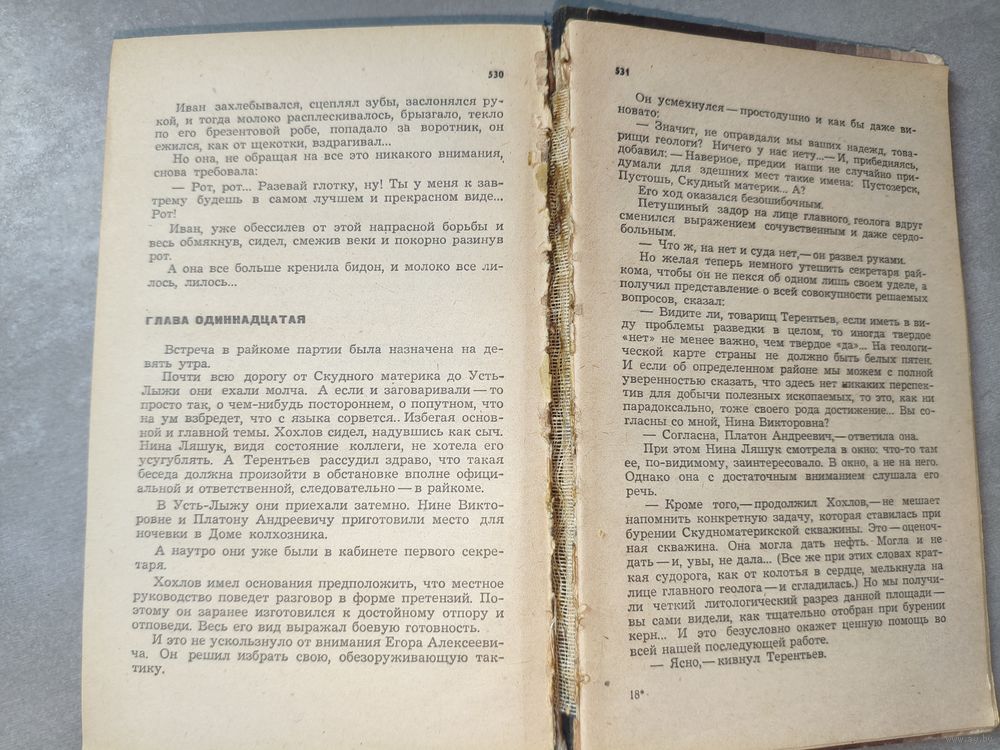 530
Иван захлебывался, сцеплял зубы, заслонялся ру-
кой, и тогда молоко расплескивалось, брызгало, текло
по его брезентовой робе, попадало за воротник, он
ежился, как от щекотки, вздрагивал...
Но она, не обращая на все это никакого внимания,
снова требовала:
— Рот, рот... Разевай глотку, ну! Ты у меня к зав-
трему будешь в самом лучшем и прекрасном виде...
Рот!
Иван, уже обессилев от этой напрасной борьбы и
весь обмякнув, сидел, смежив веки и покорно разинув
рот.
А она все больше кренила бидон, и молоко все ли-
лось, лилось...
ГЛАВА ОДИННАДЦАТАЯ
Встреча в райкоме партии была назначена на де-
вять утра.
Почти всю дорогу от Скудного материка до Усть-
Лыжи они ехали молча. А если и заговаривали — то
просто так, о чем-нибудь постороннем, о попутном, что
на ум взбредет, что с языка сорвется.. Избегая основ-
ной и главной темы. Хохлов сидел, надувшись как сыч.
Нина Ляшук, видя состояние коллеги, не хотела его
усугублять. А Терентьев рассудил здраво, что такая
беседа должна произойти в обстановке вполне офици-
альной и ответственной, следовательно — в райкоме.
В Усть-Лыжу они приехали затемно. Нине Викто-
ровне и Платону Андреевичу приготовили место для
ночевки в Доме колхозника.
А наутро они уже были в кабинете первого секре-
таря.
Хохлов имел основания предположить, что местное
руководство поведет разговор в форме претензий. По-
этому он заранее изготовился к достойному отпору и
отповеди. Весь его вид выражал боевую готовность.
И это не ускользнуло от внимания Егора Алексееви-
ча. Он решил избрать свою, обезоруживающую так-
тику.
531
Он усмехнулся — простодушно и как бы даже ви-
новато:
— Значит, не оправдали мы ваших надежд, това-
рищи геологи? Ничего у нас нету...— И, прибедняясь,
добавил: — Наверное, предки наши не случайно при-
думали для здешних мест такие имена: Пустозерск,
Пустошь, Скудный материк... А?
Его ход оказался безошибочным.
Петушиный задор на лице главного геолога вдруг
сменился выражением сочувственным и даже сердо-
больным.
— Что ж, на нет и суда нет,— он развел руками.
Но желая теперь немного утешить секретаря рай-
кома, чтобы он не пекся об одном лишь своем уделе, а
получил представление о всей совокупности решаемых
вопросов, сказал:
— Видите ли, товарищ Терентьев, если иметь в ви-
ду проблемы разведки в целом, то иногда твердое
«нет» не менее важно, чем твердое «да»... На геологи-
ческой карте страны не должно быть белых пятен.
И если об определенном районе мы можем с полной
уверенностью сказать, что здесь нет никаких перспек-
тив для добычи полезных ископаемых, то это, как ни
парадоксально, тоже своего рода достижение... Вы со-
гласны со мной, Нина Викторовна?
— Согласна, Платон Андреевич,— ответила она.
При этом Нина Ляшук смотрела в окно: что-то там
ее, по-видимому, заинтересовало. В окно, а не на него.
Однако она с достаточным вниманием слушала его
речь.
— Кроме того,— продолжил Хохлов,— не мешает
напомнить конкретную задачу, которая ставилась при
бурении Скудноматерикской скважины. Это — оценоч-
ная скважина. Она могла дать нефть. Могла и не
дать — и, увы, не дала... (Все же при этих словах крат-
кая судорога, как от колотья в сердце, мелькнула на
лице главного геолога — и сгладилась.) Но мы получи-
ли четкий литологический разрез данной площади —
вы сами видели, как тщательно отобран при бурении
керн... И это безусловно окажет ценную помощь во
всей нашей последующей работе.
— Ясно,— кивнул Терентьев.
18*
www.ay.by